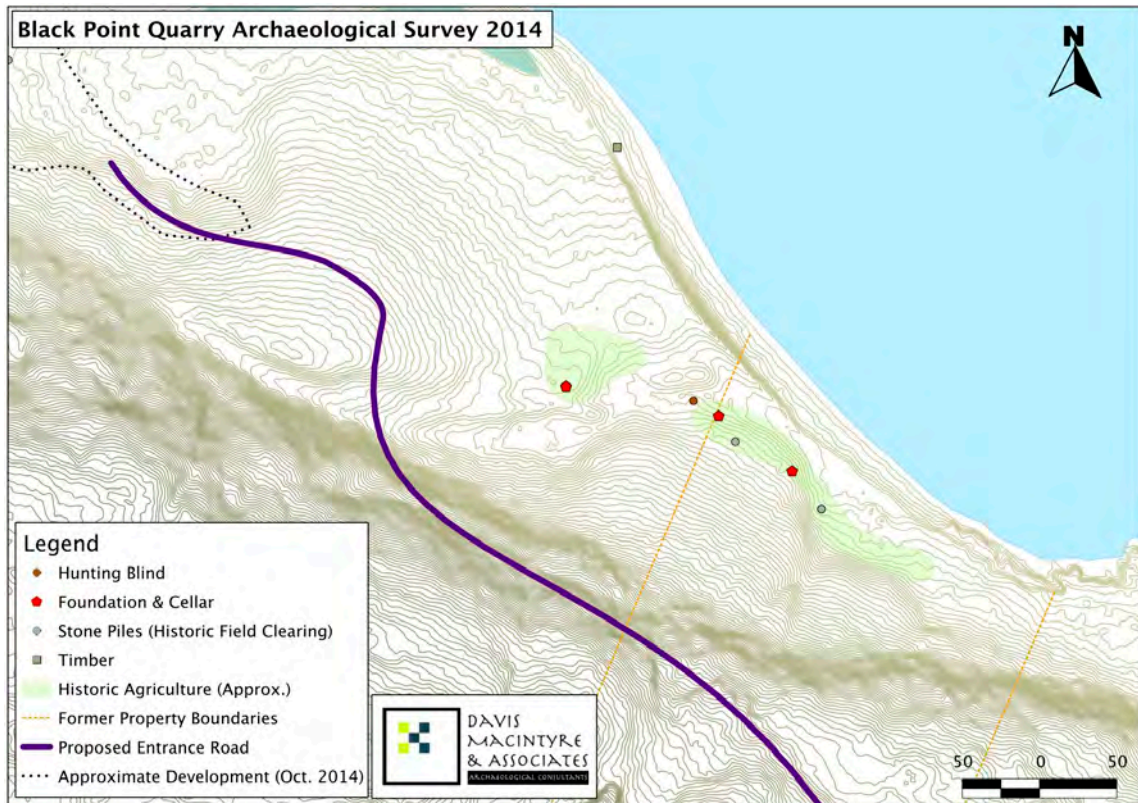 Black Point Quarry Archaeological Survey 2014
N
Legend
Hunting Blind
Foundation & Cellar
Stone Piles (Historic Field Clearing)
Timber
Historic Agriculture (Approx.)
Former Property Boundaries
Proposed Entrance Road
Approximate Development (Oct. 2014)
DAVIS
MACINTYRE
& ASSOCIATES
ARCHAEOLOGICAL CONSULTANTS
50 0 50